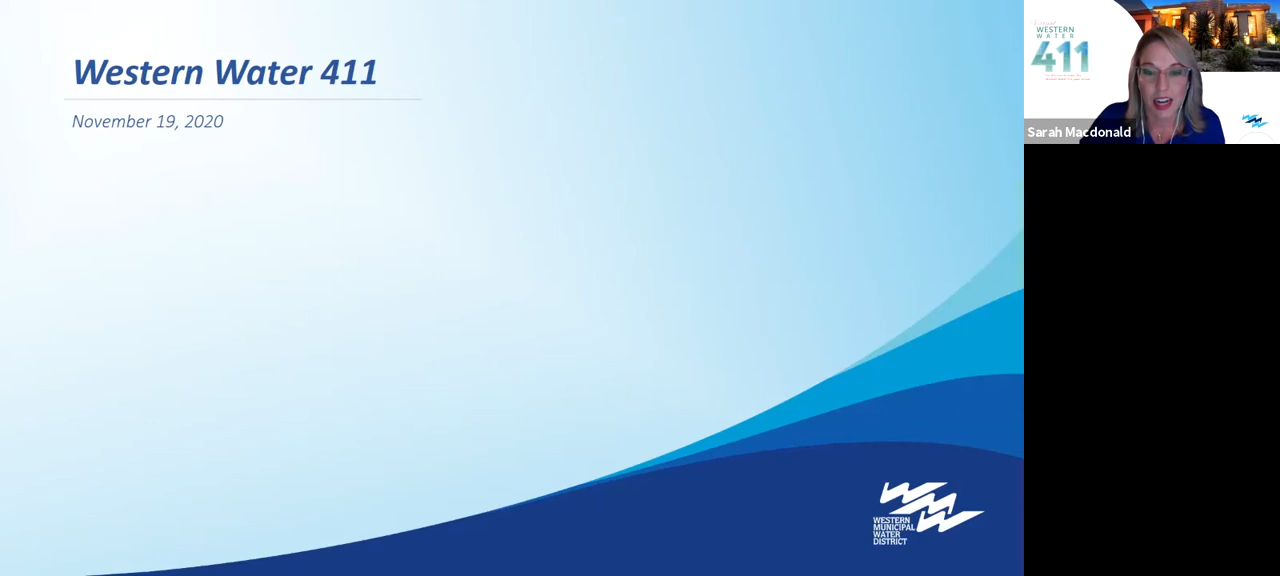 Western Water 411
November 19, 2020
WESTERN
MUNICIPAL
WATER
DISTRICT
WESTERN
WATER
411
Sarah Macdonald